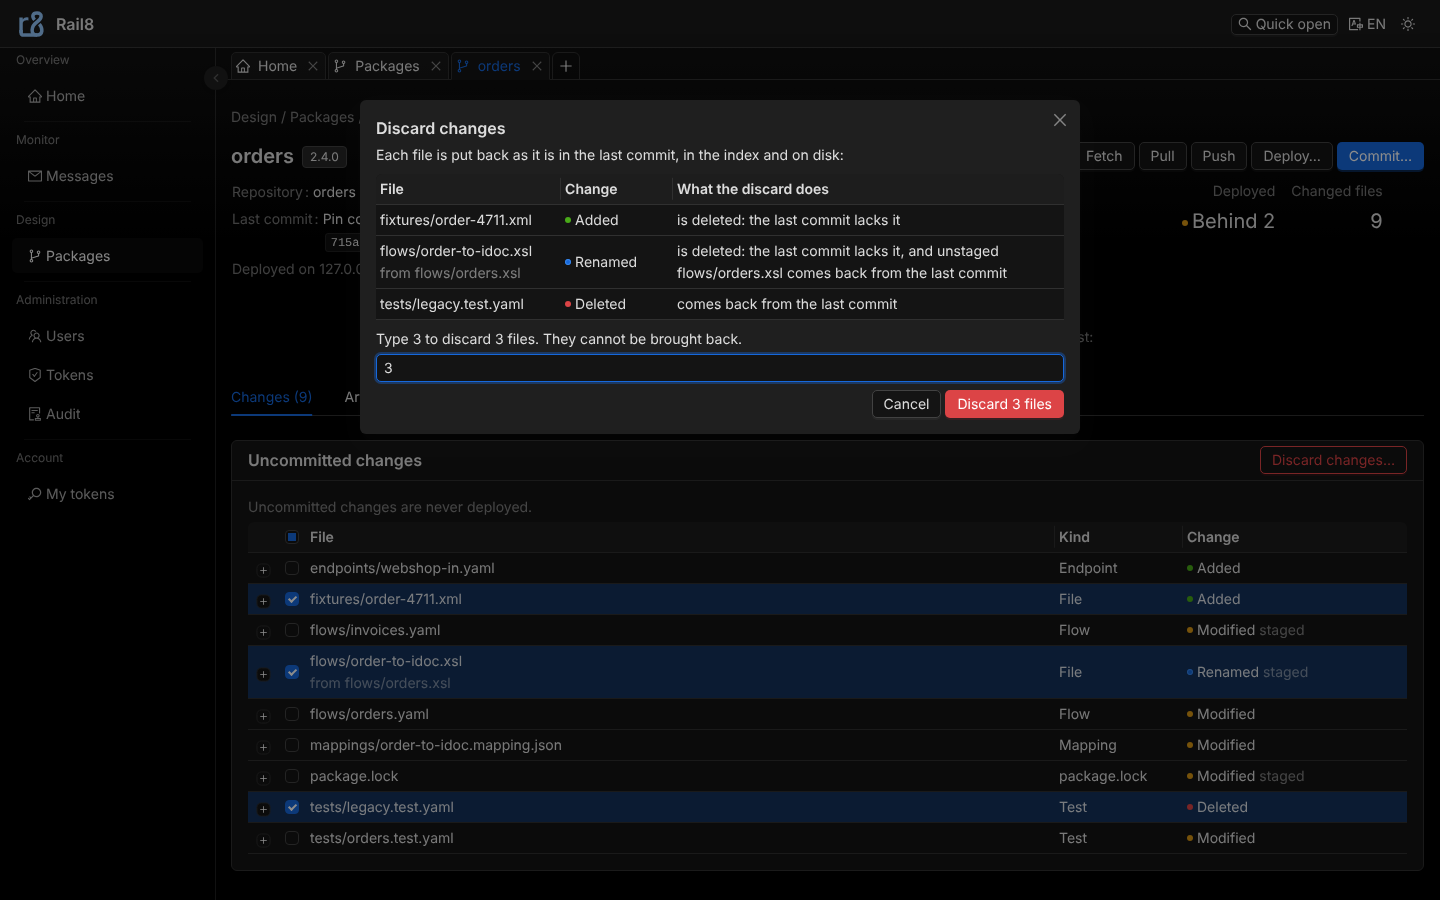 Rail8
Quick open
EN
Overview
Home
Monitor
Messages
Design
Packages
Administration
Users
Tokens
Audit
Account
My tokens
Home
Packages
orders
Design / Packages /
orders 2.4.0
Fetch
Pull
Push
Deploy...
Commit...
Repository : orders
Last commit : Pin co
715a
Deployed on 127.0.0
Deployed
Behind 2
Changed files
9
st:
Changes (9)
Ar
Discard changes
Each file is put back as it is in the last commit, in the index and on disk:
File Change What the discard does
fixtures/order-4711.xml Added is deleted: the last commit lacks it
flows/order-to-idoc.xsl Renamed is deleted: the last commit lacks it, and unstaged
from flows/orders.xsl flows/orders.xsl comes back from the last commit
tests/legacy.test.yaml Deleted comes back from the last commit
Type 3 to discard 3 files. They cannot be brought back.
3
Cancel
Discard 3 files
Uncommitted changes
Discard changes...
Uncommitted changes are never deployed.
File Kind Change
endpoints/webshop-in.yaml Endpoint Added
fixtures/order-4711.xml File Added
flows/invoices.yaml Flow Modified staged
flows/order-to-idoc.xsl File Renamed staged
from flows/orders.xsl
flows/orders.yaml Flow Modified
mappings/order-to-idoc.mapping.json Mapping Modified
package.lock package.lock Modified staged
tests/legacy.test.yaml Test Deleted
tests/orders.test.yaml Test Modified